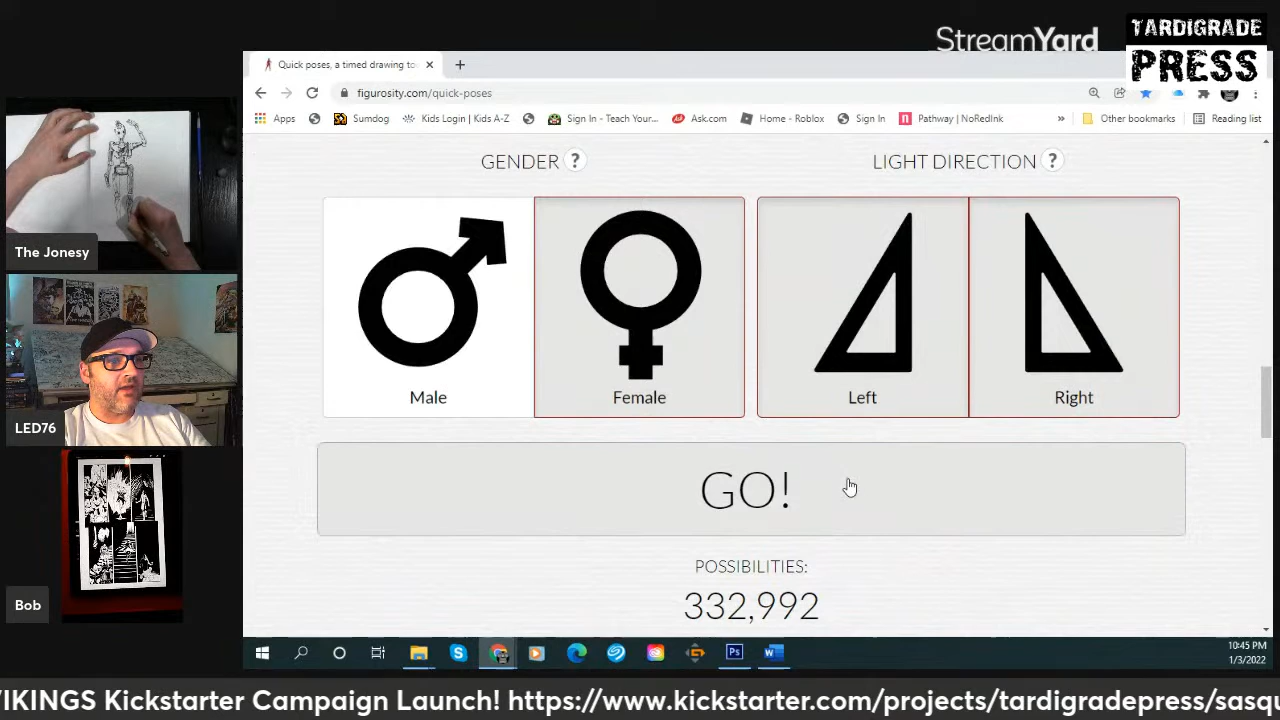 StreamYard
TARDIGRADE
PRESS
Quick poses, a timed drawing to
figurosity.com/quick-poses
Apps
Sumdog
Kids Login | Kids A-Z
Sign In - Teach Your...
Ask.com
Home - Roblox
Sign In
Pathway | NoRedInk
»
Other bookmarks
Reading list
GENDER ?
LIGHT DIRECTION ?
Male
Female
Left
Right
GO!
POSSIBILITIES:
332,992
The Jonesy
LED76
Bob
Ps
10:45 PM
1/3/2022
VIKINGS Kickstarter Campaign Launch! https://www.kickstarter.com/projects/tardigradepress/sasqu